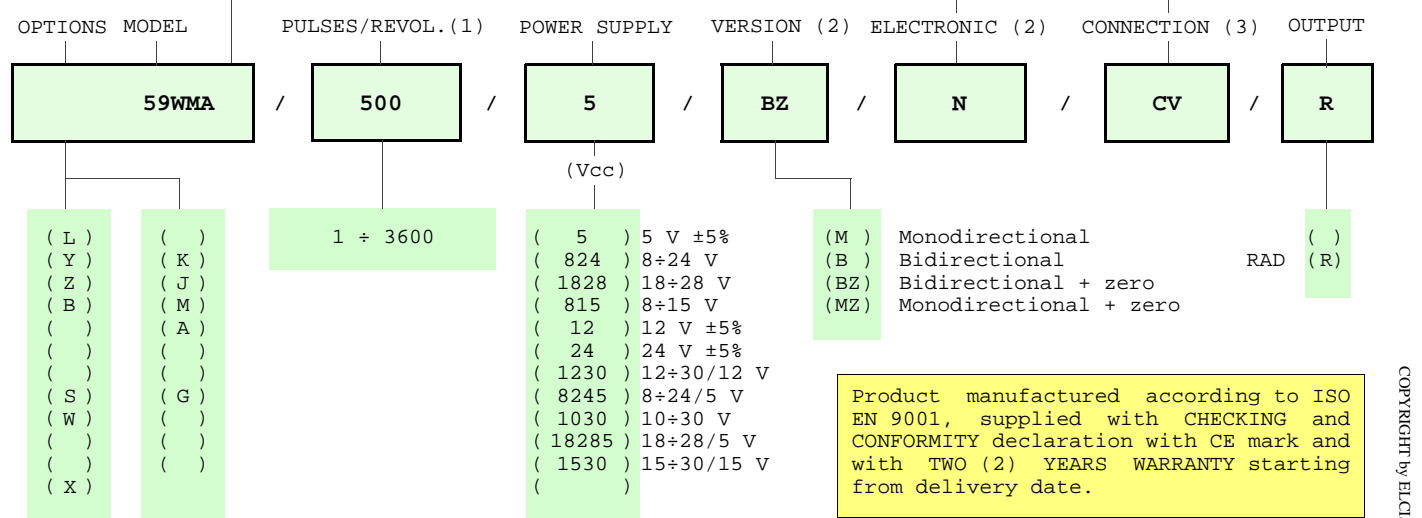 OPTIONS MODEL PULSES/REVOL.(1) POWER SUPPLY VERSION (2) ELECTRONIC (2) CONNECTION (3) OUTPUT
59WMA / 500 / 5 / BZ / N / CV / R
(Vcc)
( L ) ( ) 1 ÷ 3600 ( 5 ) 5 V ±5% (M ) Monodirectional ( )
( Y ) ( K ) ( 824 ) 8÷24 V (B ) Bidirectional RAD (R)
( Z ) ( J ) ( 1828 ) 18÷28 V (BZ) Bidirectional + zero
( B ) ( M ) ( 815 ) 8÷15 V (MZ) Monodirectional + zero
( ) ( A ) ( 12 ) 12 V ±5%
( ) ( ) ( 24 ) 24 V ±5%
( ) ( ) ( 1230 ) 12÷30/12 V
( S ) ( G ) ( 8245 ) 8÷24/5 V
( W ) ( ) ( 1030 ) 10÷30 V
( ) ( ) ( 18285 ) 18÷28/5 V
( ) ( ) ( 1530 ) 15÷30/15 V
( X ) ( )
Product manufactured according to ISO
EN 9001, supplied with CHECKING and
CONFORMITY declaration with CE mark and
with TWO (2) YEARS WARRANTY starting
from delivery date.
COPYRIGHT by